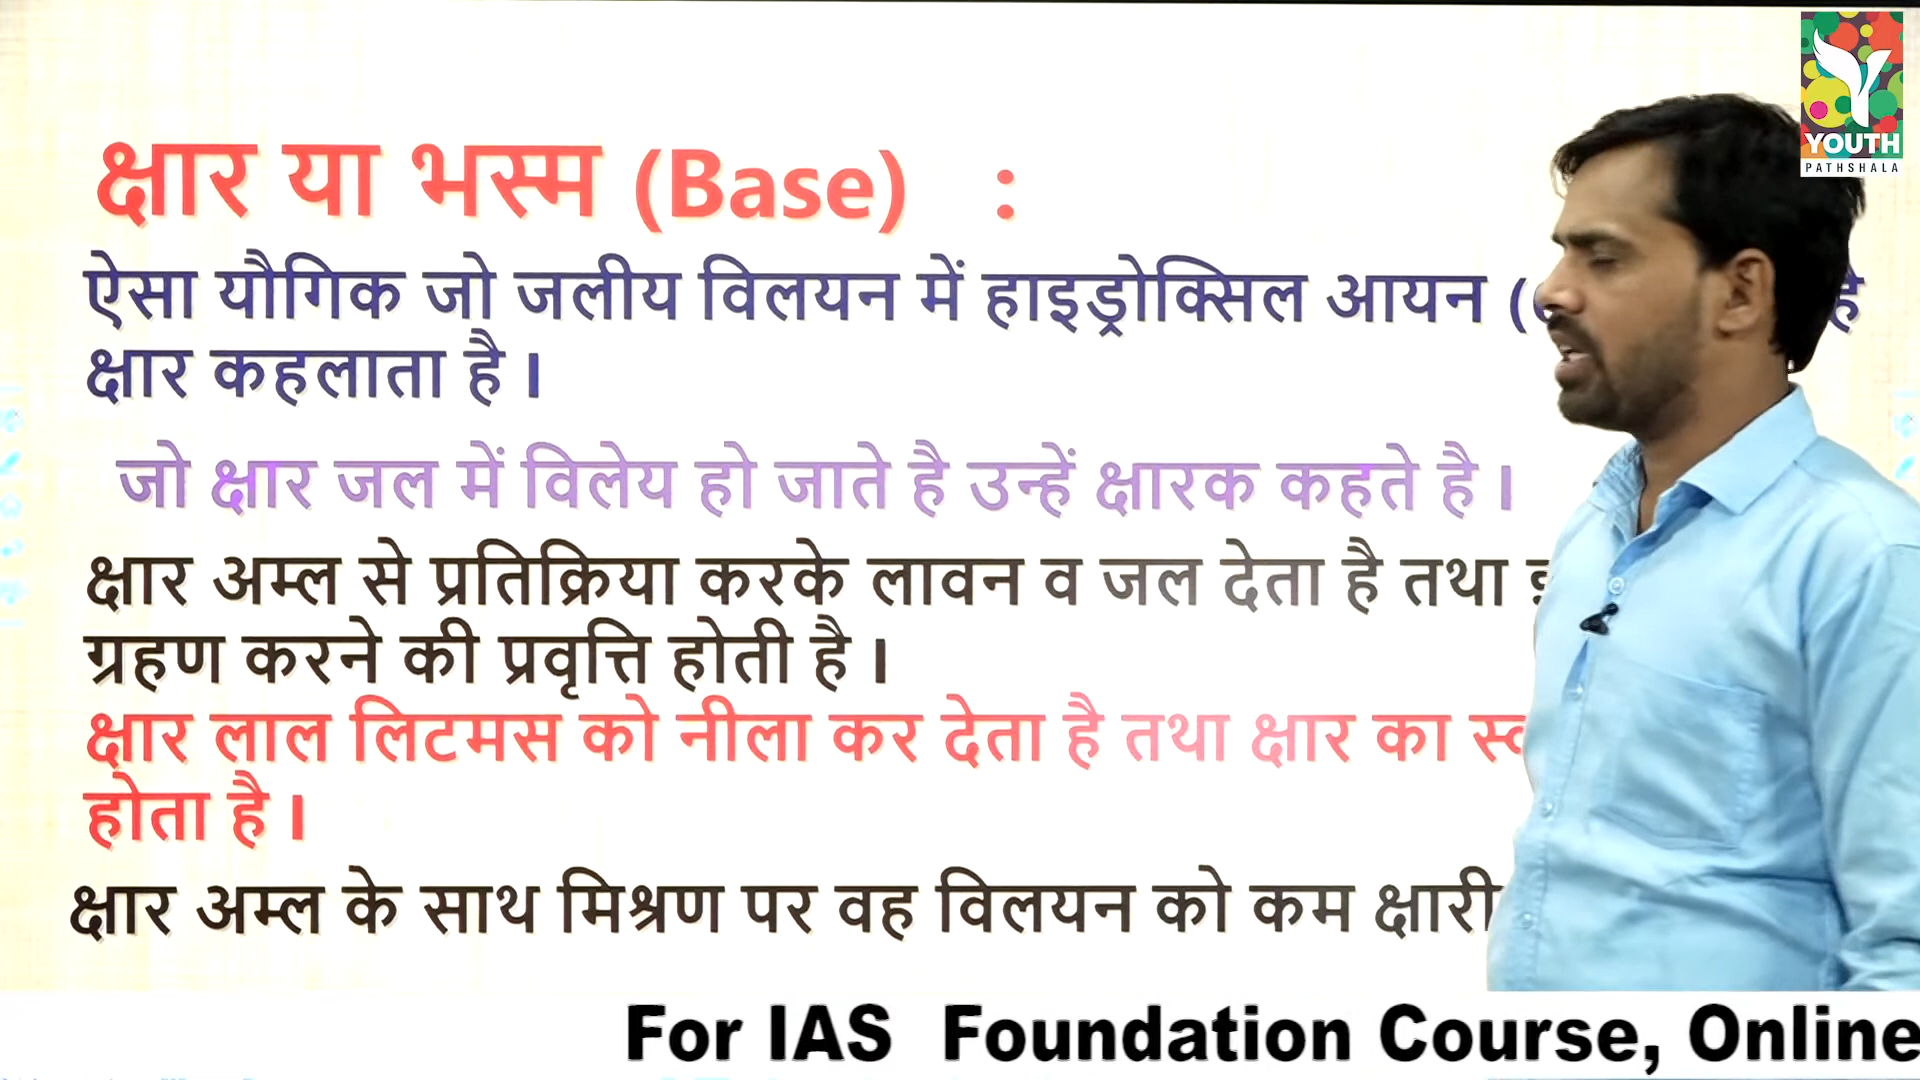 YOUTH
PATHSHALA
क्षार या भस्म (Base) :
ऐसा यौगिक जो जलीय विलयन में हाइड्रोक्सिल आयन ( है
क्षार कहलाता है।
जो क्षार जल में विलेय हो जाते है उन्हें क्षारक कहते है।
क्षार अम्ल से प्रतिक्रिया करके लावन व जल देता है तथा
ग्रहण करने की प्रवृत्ति होती है।
क्षार लाल लिटमस को नीला कर देता है तथा क्षार का
होता है।
क्षार अम्ल के साथ मिश्रण पर वह विलयन को कम
For IAS Foundation Course, Online